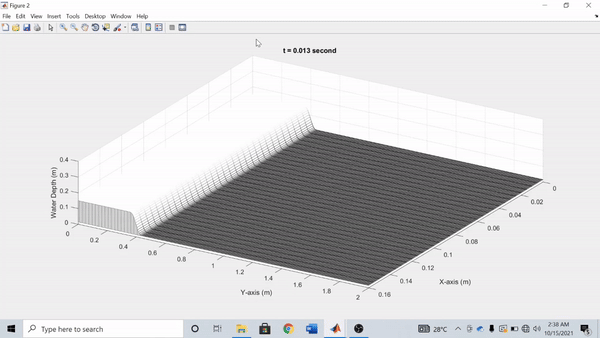 Figure 2
File Edit View Insert Tools Desktop Window Help
t = 0.013 second
0.4
0.3
0.2
0.1
0
Water Depth (m)
0
0.2
0.4
0.6
0.8
1
1.2
1.4
1.6
1.8
2
Y-axis (m)
0
0.02
0.04
0.06
0.08
0.1
0.12
0.14
0.16
X-axis (m)
Type here to search
28°C
2:38 AM
10/15/2021